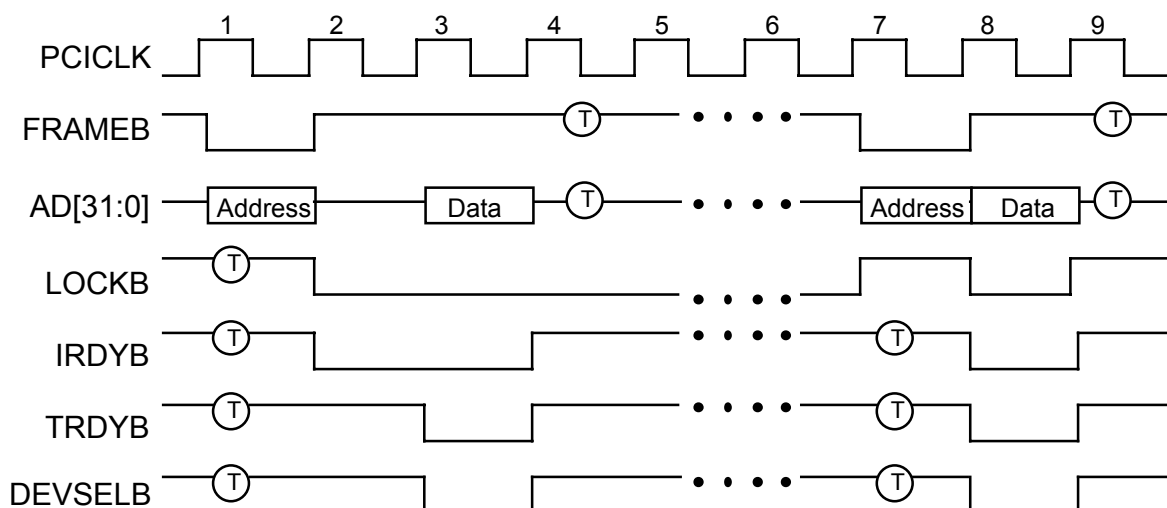 1 2 3 4 5 6 7 8 9
PCICLK
FRAMEB T T
AD[31:0] Address Data T Address Data T
LOCKB T
IRDYB T T
TRDYB T T
DEVSELB T T